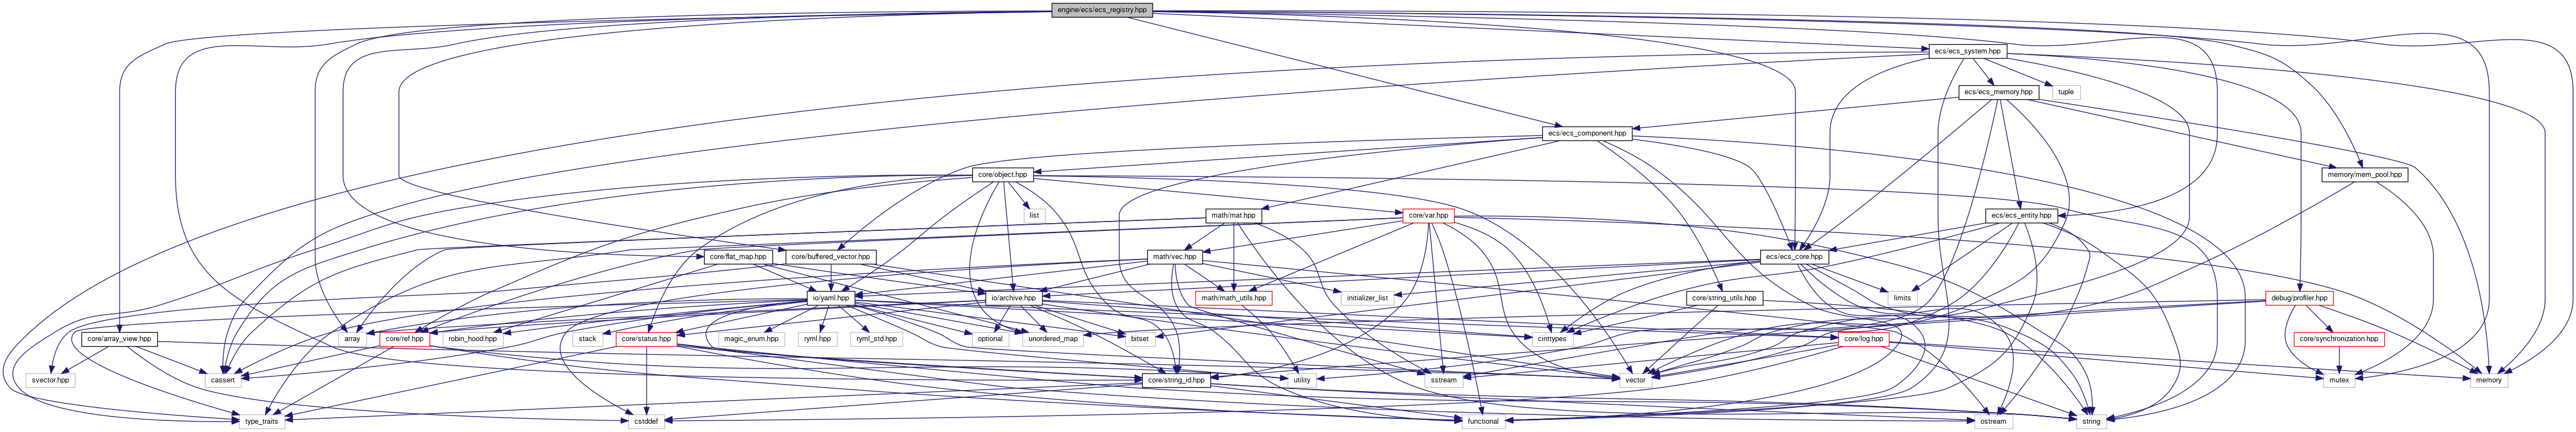 engine/ecs/ecs_registry.hpp
ecs/ecs_system.hpp
ecs/ecs_memory.hpp
tuple
ecs/ecs_component.hpp
core/object.hpp
memory/mem_pool.hpp
list
math/mat.hpp
core/var.hpp
ecs/ecs_entity.hpp
core/flat_map.hpp
core/buffered_vector.hpp
math/vec.hpp
ecs/ecs_core.hpp
io/yaml.hpp
io/archive.hpp
math/math_utils.hpp
initializer_list
core/string_utils.hpp
limits
debug/profiler.hpp
core/array_view.hpp
array
core/ref.hpp
robin_hood.hpp
stack
core/status.hpp
magic_enum.hpp
ryml.hpp
ryml_std.hpp
optional
unordered_map
bitset
cinttypes
core/log.hpp
core/synchronization.hpp
svector.hpp
cassert
core/string_id.hpp
utility
sstream
vector
mutex
memory
type_traits
cstddef
functional
ostream
string